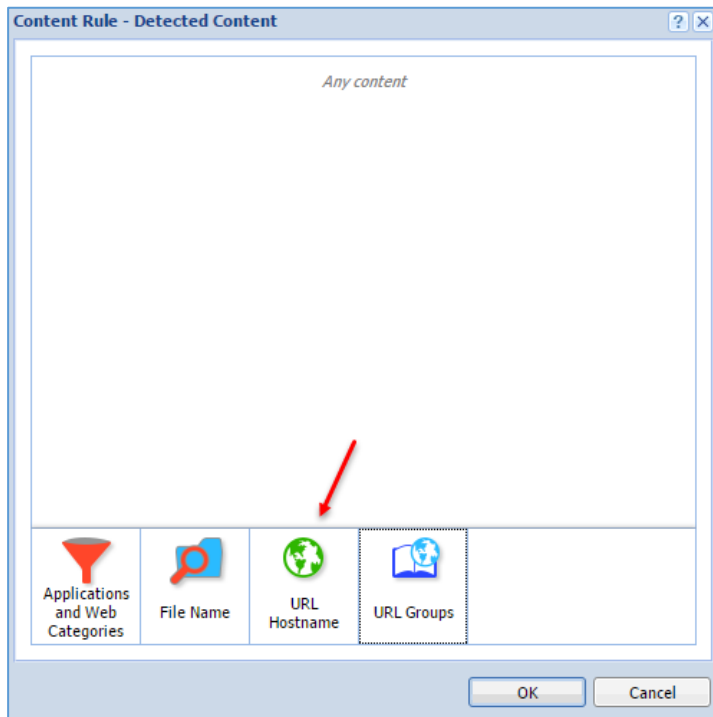 Content Rule - Detected Content
?
Any content
Applications
and Web
Categories
File Name
URL
Hostname
URL Groups
OK
Cancel